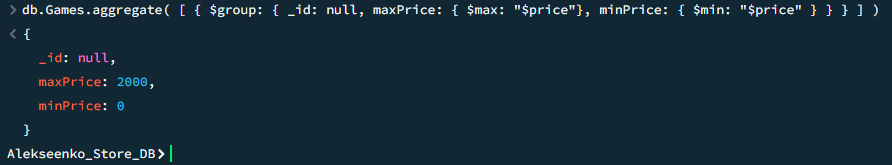 > db.Games.aggregate( [ { $group: { _id: null, maxPrice: { $max: "$price"}, minPrice: { $min: "$price" } } } ] )
< {
_id: null,
maxPrice: 2000,
minPrice: 0
}
Alekseenko_Store_DB>